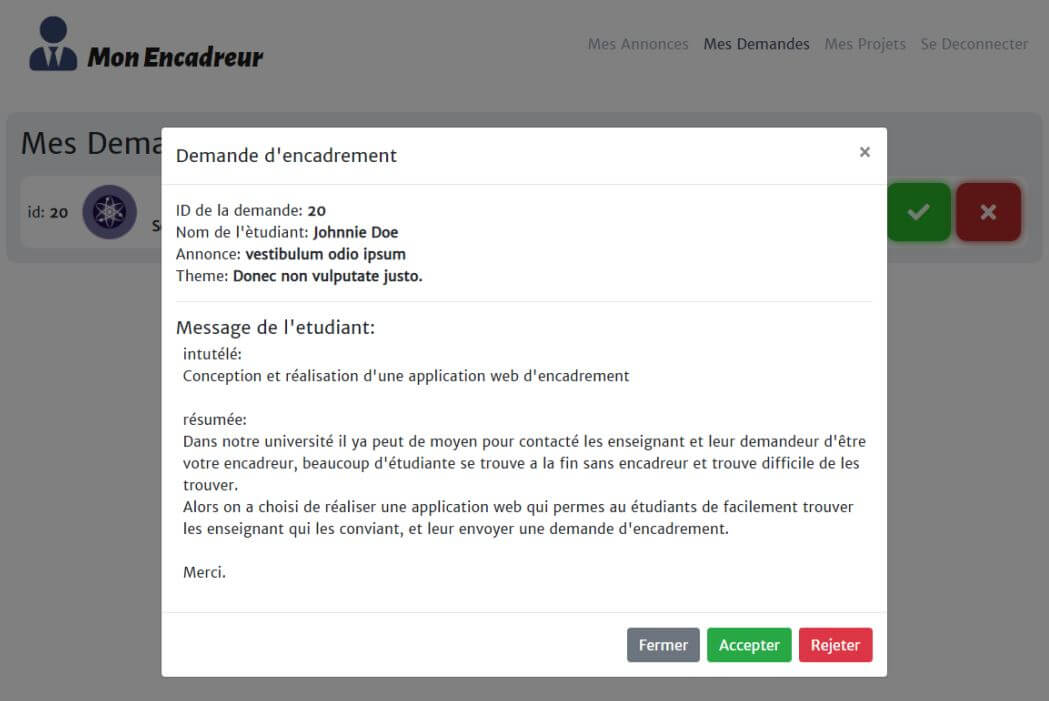 Mon Encadreur
Mes Annonces Mes Demandes Mes Projets Se Deconnecter
Mes Dema
id: 20
S
Demande d'encadrement ×
ID de la demande: 20
Nom de l'ètudiant: Johnnie Doe
Annonce: vestibulum odio ipsum
Theme: Donec non vulputate justo.
Message de l'etudiant:
intutélé:
Conception et réalisation d'une application web d'encadrement
résumée:
Dans notre université il ya peut de moyen pour contacté les enseignant et leur demandeur d'être
votre encadreur, beaucoup d'étudiante se trouve a la fin sans encadreur et trouve difficile de les
trouver.
Alors on a choisi de réaliser une application web qui permes au étudiants de facilement trouver
les enseignant qui les conviant, et leur envoyer une demande d'encadrement.
Merci.
Fermer Accepter Rejeter